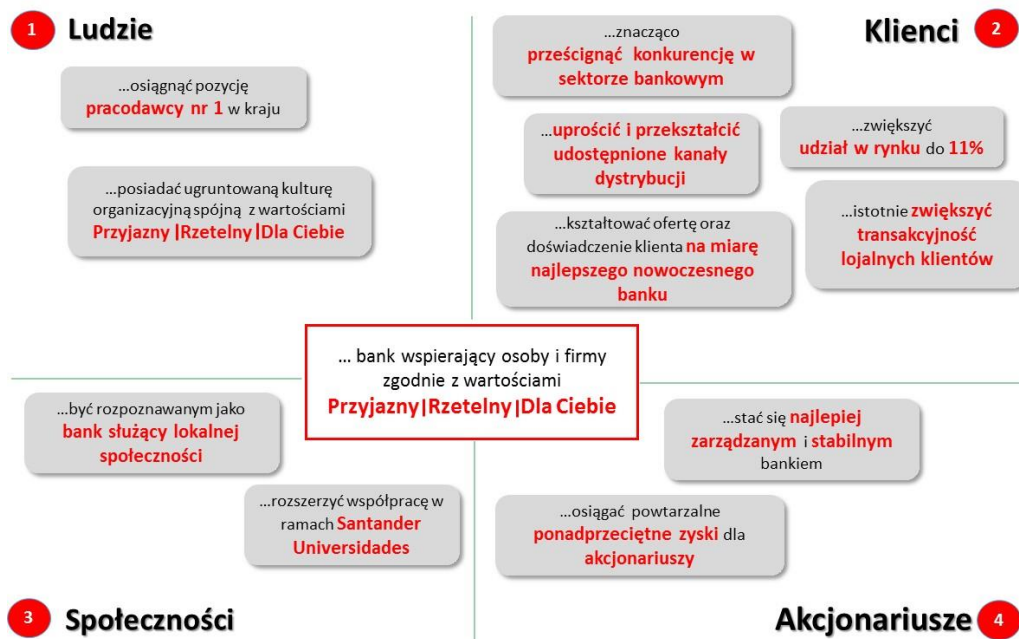 1 Ludzie
...osiągnąć pozycję
pracodawcy nr 1 w kraju
...posiadać ugruntowaną kulturę
organizacyjną spójną z wartościami
Przyjazny |Rzetelny |Dla Ciebie
Klienci 2
...znacząco
prześcignąć konkurencję w
sektorze bankowym
...uprościć i przekształcić
udostępnione kanały
dystrybucji
...zwiększyć
udział w rynku do 11%
...kształtować ofertę oraz
doświadczenie klienta na miarę
najlepszego nowoczesnego
banku
...istotnie zwiększyć
transakcyjność
lojalnych klientów
... bank wspierający osoby i firmy
zgodnie z wartościami
Przyjazny|Rzetelny|Dla Ciebie
...być rozpoznawanym jako
bank służący lokalnej
społeczności
...rozszerzyć współpracę w
ramach Santander
Universidades
3 Społeczności
...stać się najlepiej
zarządzanym i stabilnym
bankiem
...osiągać powtarzalne
ponadprzeciętne zyski dla
akcjonariuszy
Akcjonariusze 4